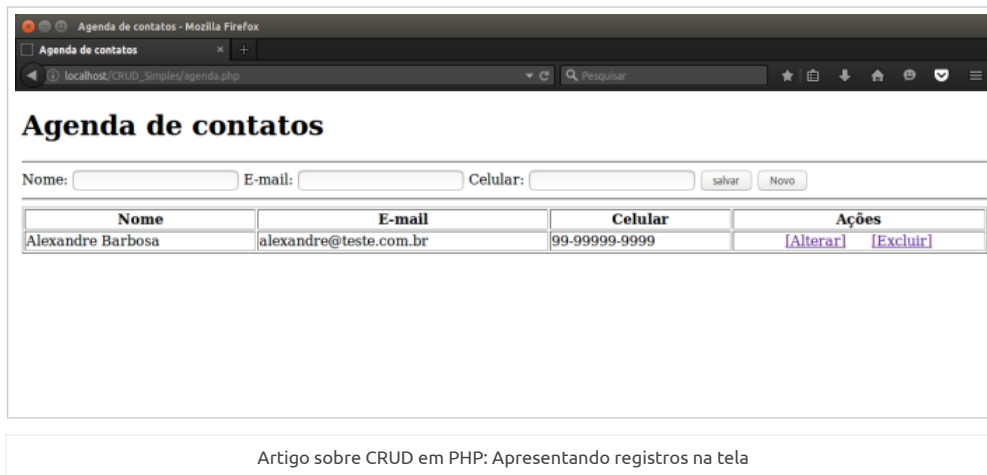 Agenda de contatos - Mozilla Firefox
Agenda de contatos
localhost/CRUD_Simples/agenda.php
Pesquisar
Agenda de contatos
Nome: E-mail: Celular: salvar Novo
Nome E-mail Celular Ações
Alexandre Barbosa alexandre@teste.com.br 99-99999-9999 [Alterar] [Excluir]
Artigo sobre CRUD em PHP: Apresentando registros na tela